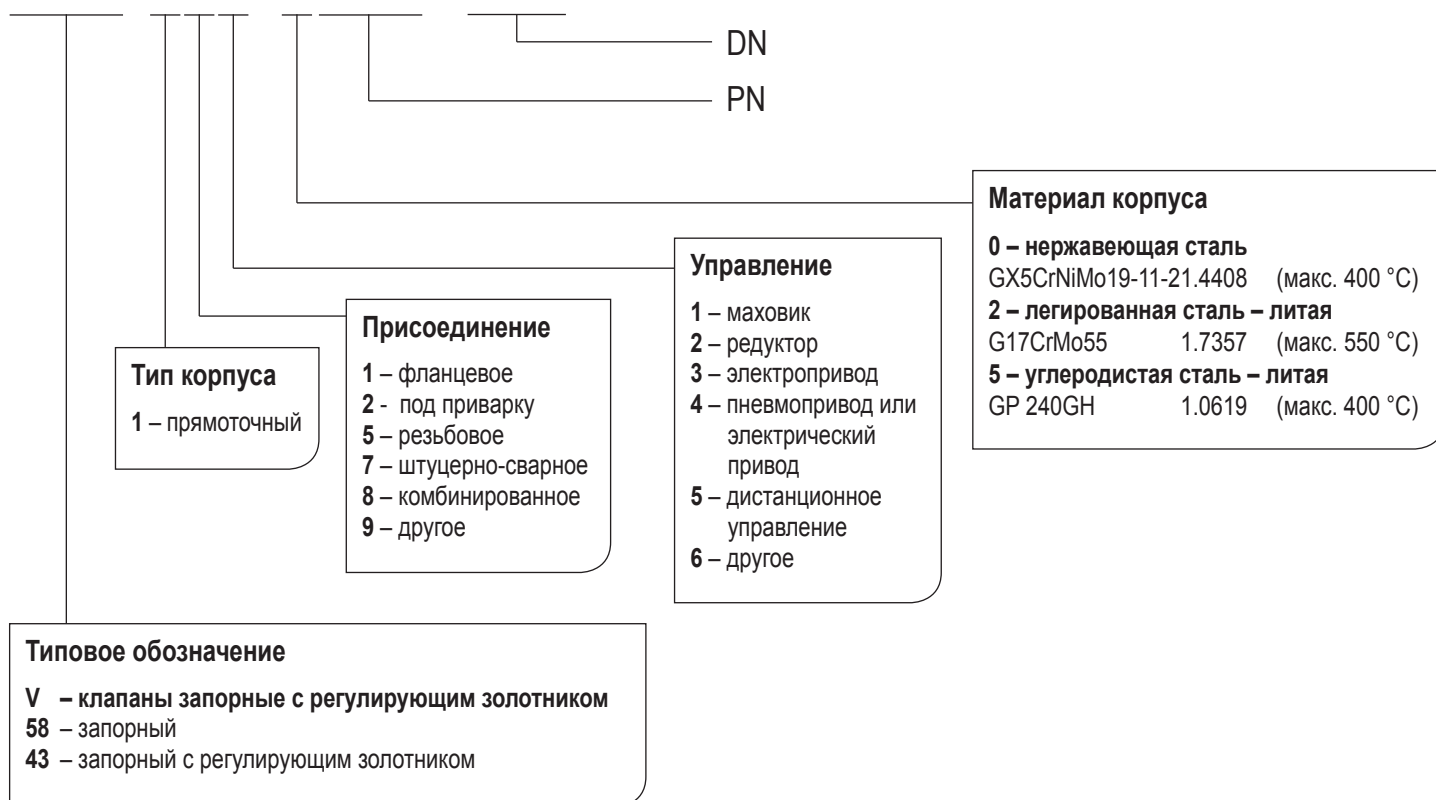 DN
PN
Материал корпуса
0 – нержавеющая сталь
GX5CrNiMo19-11-21.4408 (макс. 400 °C)
2 – легированная сталь – литая
G17CrMo55 1.7357 (макс. 550 °C)
5 – углеродистая сталь – литая
GP 240GH 1.0619 (макс. 400 °C)
Управление
1 – маховик
2 – редуктор
3 – электропривод
4 – пневмопривод или
электрический
привод
5 – дистанционное
управление
6 – другое
Присоединение
1 – фланцевое
2 - под приварку
5 – резьбовое
7 – штуцерно-сварное
8 – комбинированное
9 – другое
Тип корпуса
1 – прямоточный
Типовое обозначение
V – клапаны запорные с регулирующим золотником
58 – запорный
43 – запорный с регулирующим золотником